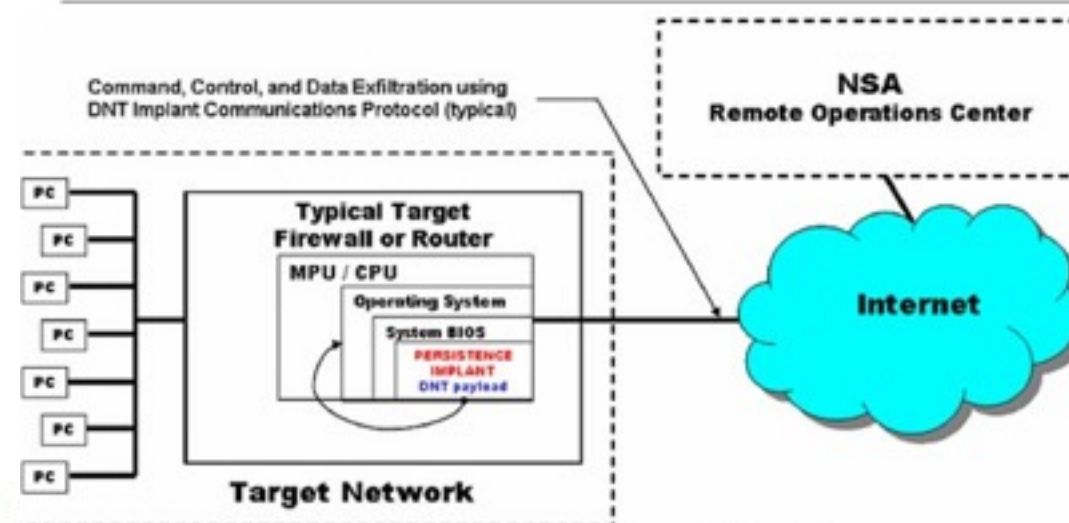 Command, Control, and Data Exfiltration using
DNT Implant Communications Protocol (typical)
NSA
Remote Operations Center
PC
PC
PC
PC
PC
PC
PC
Typical Target
Firewall or Router
MPU / CPU
Operating System
System BIOS
PERSISTENCE
IMPLANT
DNT payload
Internet
Target Network